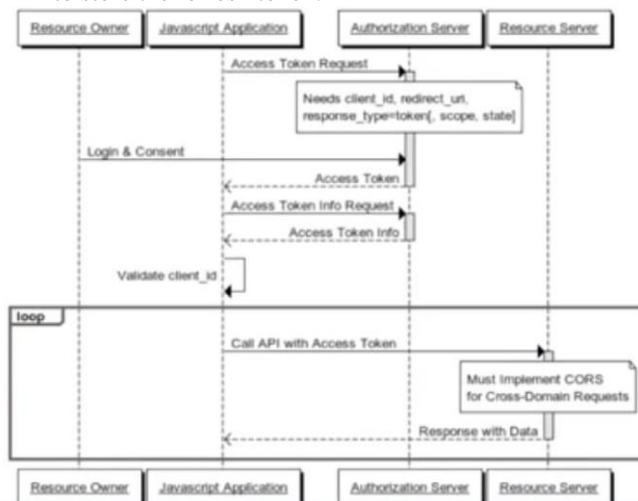 Resource Owner Javascript Application Authorization Server Resource Server
Access Token Request
Needs client_id, redirect_uri,
response_type=token[, scope, state]
Login & Consent
Access Token
Access Token Info Request
Access Token Info
Validate client_id
loop
Call API with Access Token
Must Implement CORS
for Cross-Domain Requests
Response with Data
Resource Owner Javascript Application Authorization Server Resource Server